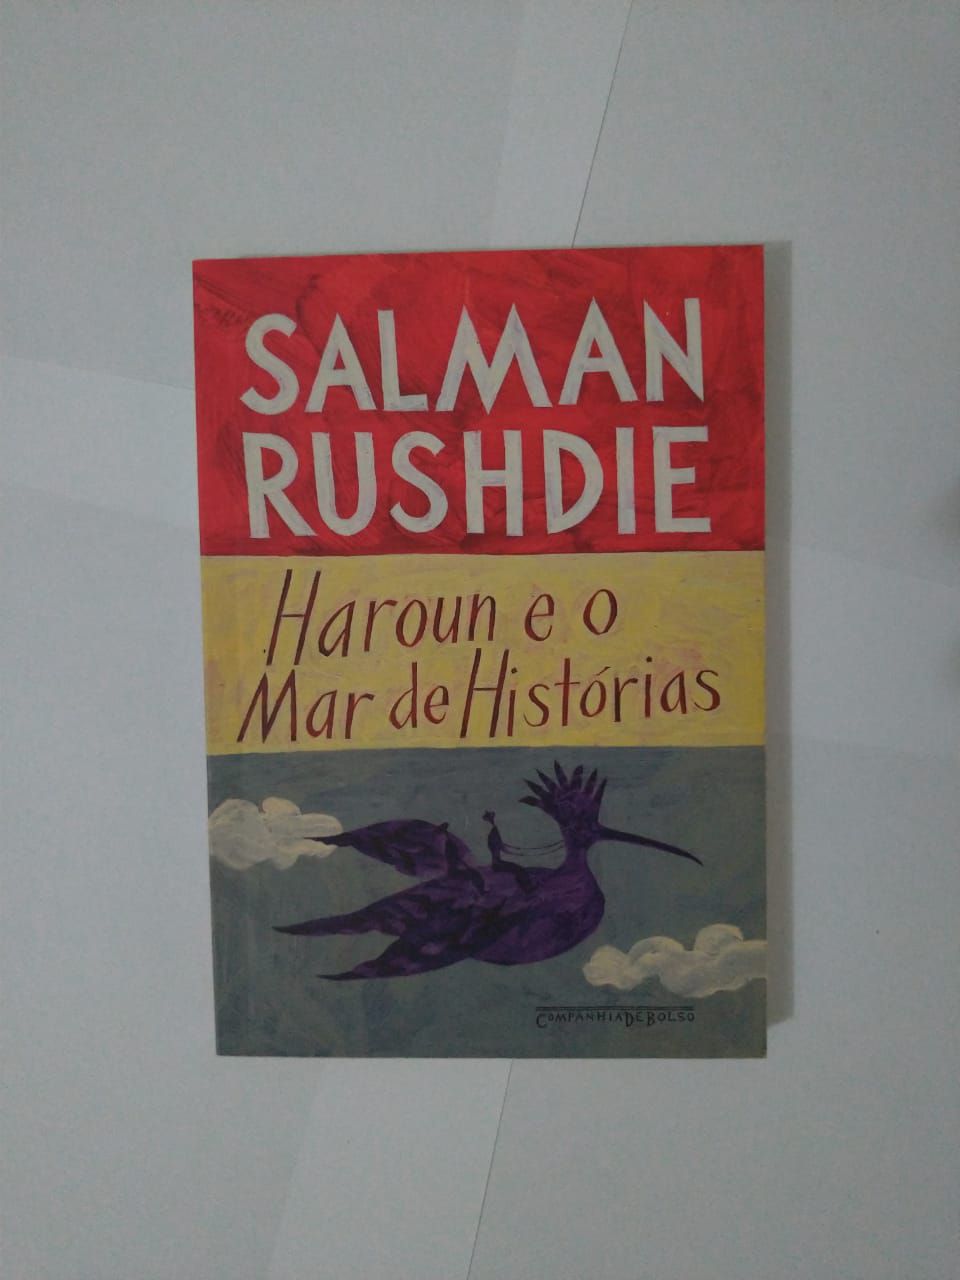 SALMAN
RUSHDIE
Haroun e o
Mar de Histórias
COMPANHIA DE BOLSO